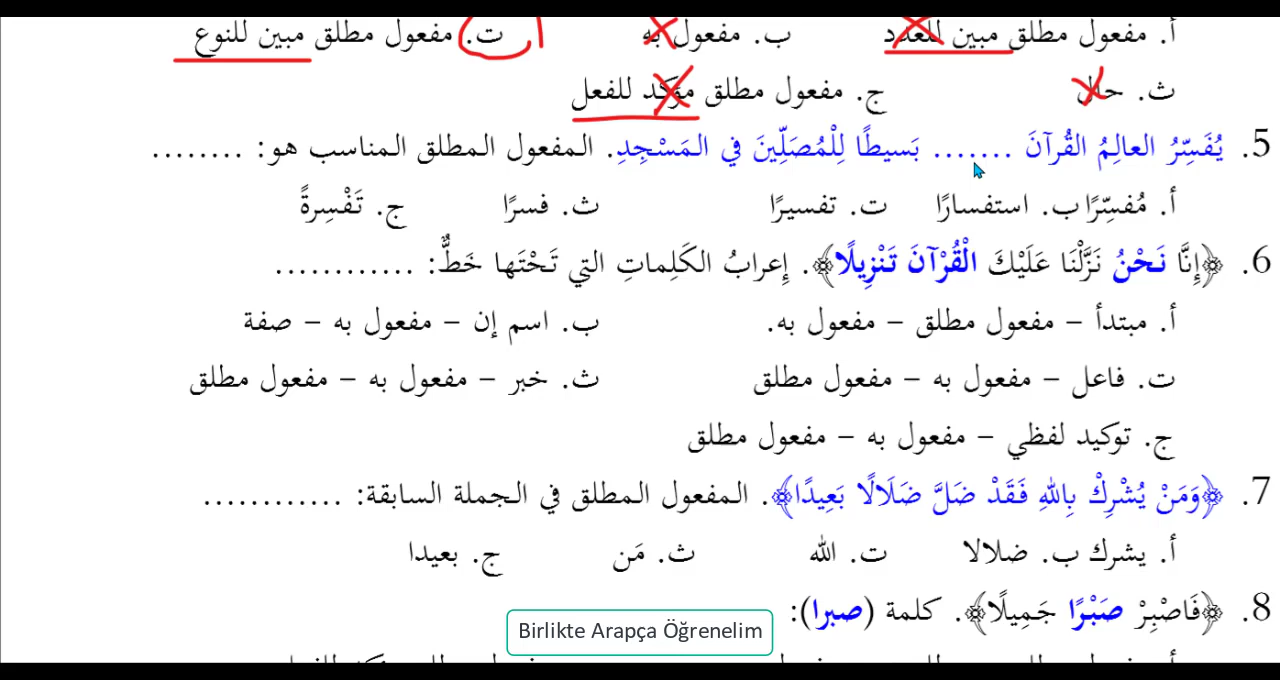 أ. مفعول مطلق مبين للعدد ب. مفعول به ت. مفعول مطلق مبين للنوع
ث. حال ج. مفعول مطلق مؤكد للفعل
5. يُفَسِّرُ العالِمُ القُرآنَ ....... بَسيطًا لِلْمُصَلِّينَ في المَسْجِدِ. المفعول المطلق المناسب هو: ........
أ. مُفسِّرًا ب. استفسارًا ت. تفسيرًا ث. فسرًا ج. تَفْسِرةً
6. ﴿إِنَّا نَحْنُ نَزَّلْنَا عَلَيْكَ الْقُرْآنَ تَنْزِيلًا﴾. إعرابُ الكَلِماتِ التي تَحْتَها خَطٌّ: ............
أ. مبتدأ – مفعول مطلق – مفعول به. ب. اسم إن – مفعول به – صفة
ت. فاعل – مفعول به – مفعول مطلق ث. خبر – مفعول به – مفعول مطلق
ج. توكيد لفظي – مفعول به – مفعول مطلق
7. ﴿وَمَنْ يُشْرِكْ بِاللهِ فَقَدْ ضَلَّ ضَلَالًا بَعِيدًا﴾. المفعول المطلق في الجملة السابقة: ............
أ. يشرك ب. ضلالا ت. الله ث. مَن ج. بعيدا
8. ﴿فَاصْبِرْ صَبْرًا جَمِيلًا﴾. كلمة (صبرا):
Birlikte Arapça Öğrenelim